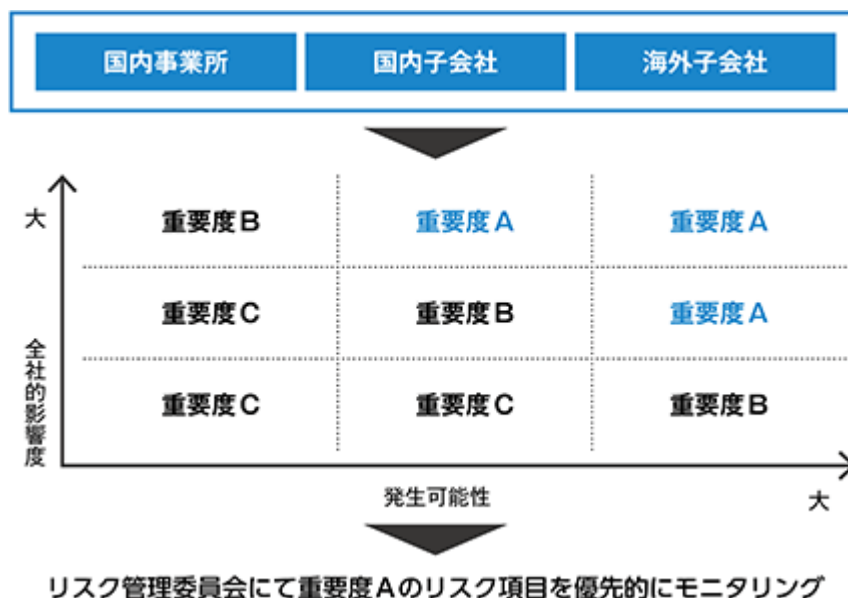 国内事業所 国内子会社 海外子会社
大 重要度B 重要度A 重要度A
重要度C 重要度B 重要度A
全社的影響度
重要度C 重要度C 重要度B
発生可能性 大
リスク管理委員会にて重要度Aのリスク項目を優先的にモニタリング